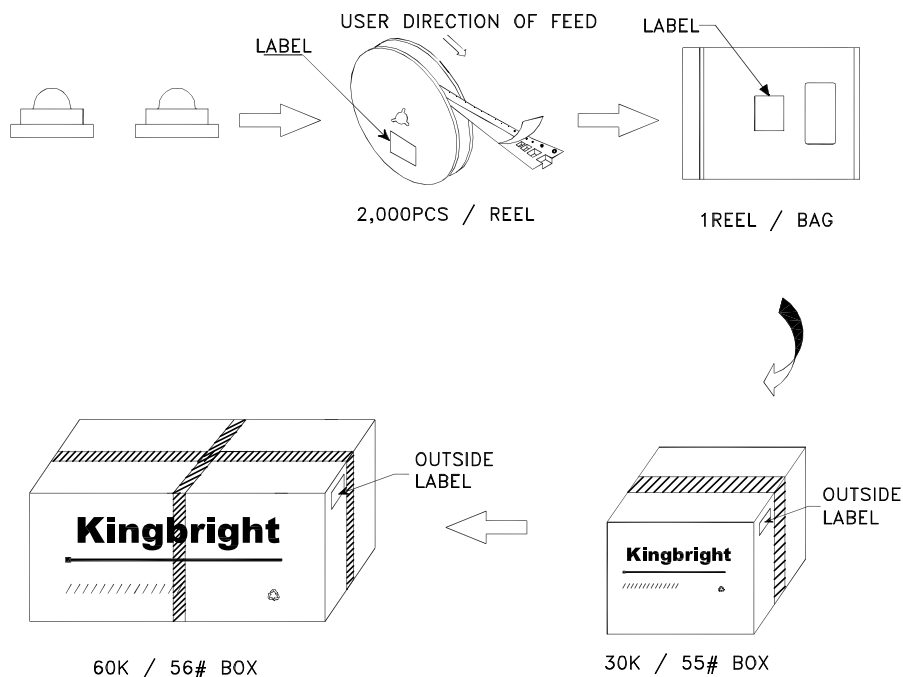 USER DIRECTION OF FEED
LABEL
LABEL
2,000PCS / REEL
1REEL / BAG
OUTSIDE
LABEL
OUTSIDE
LABEL
Kingbright
Kingbright
60K / 56# BOX
30K / 55# BOX